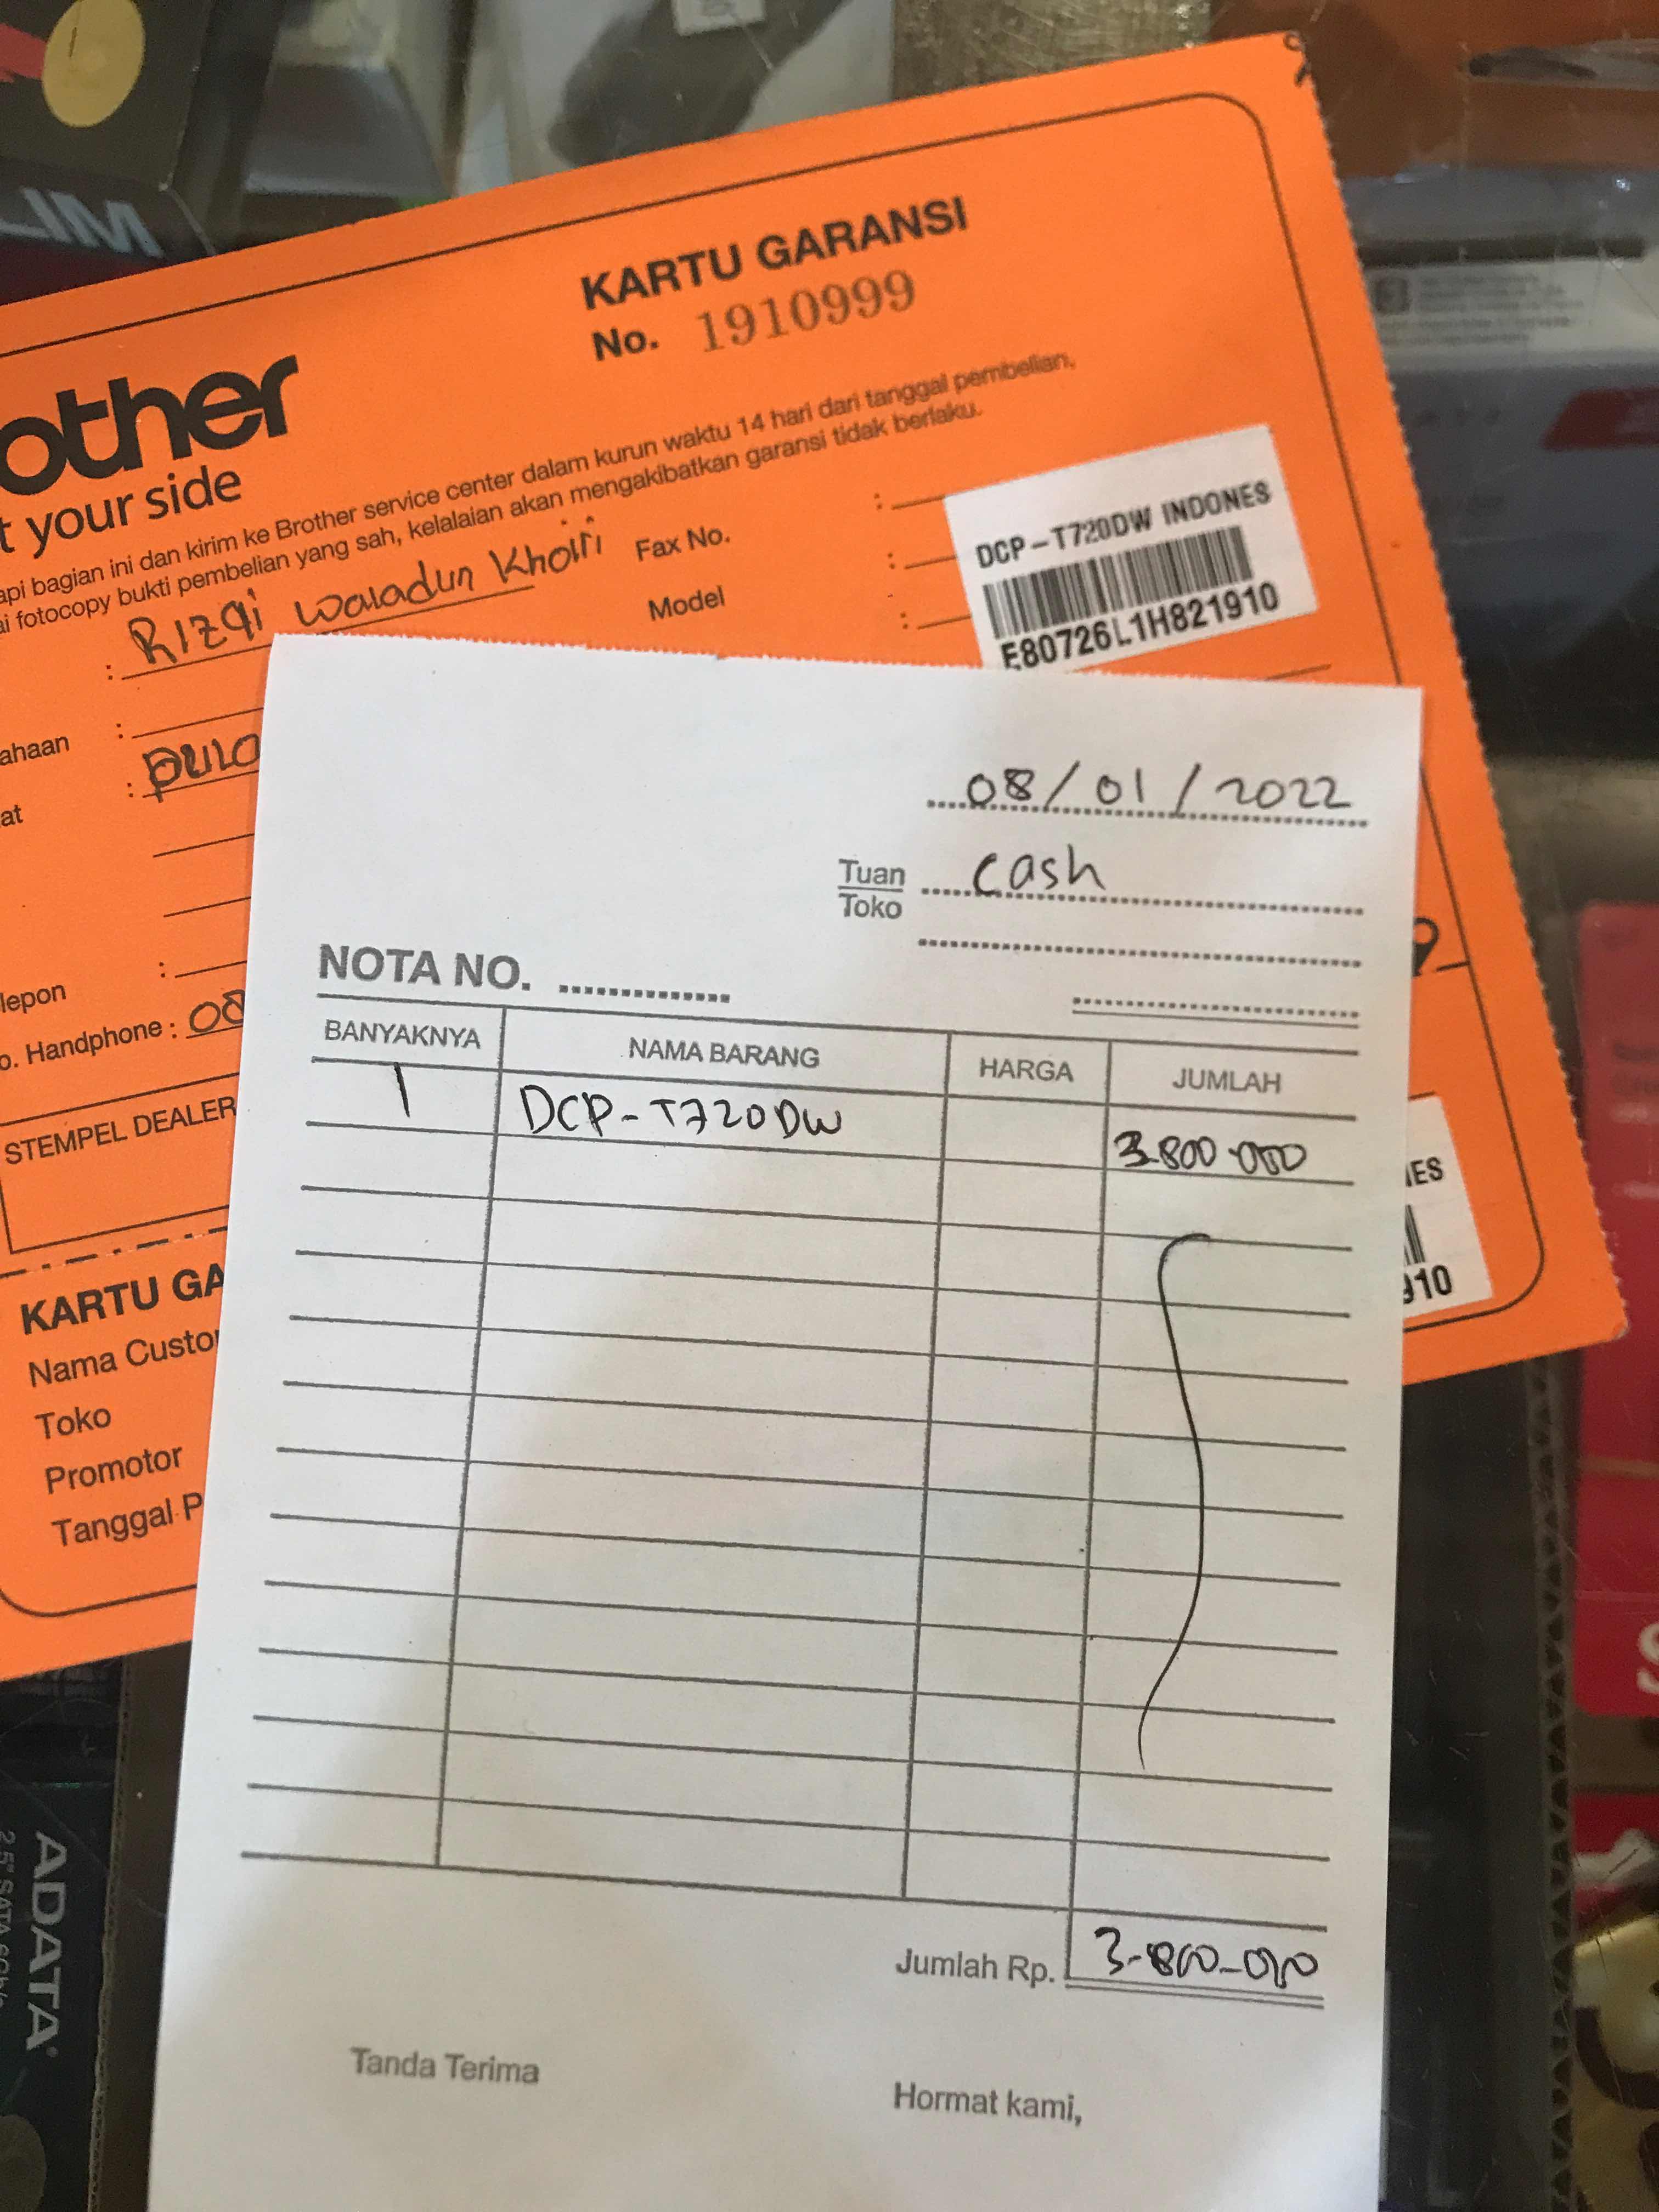 LIM
KARTU GARANSI
No. 1910999
other
t your side
api bagian ini dan kirim ke Brother service center dalam kurun waktu 14 hari dari tanggal pembelian,
ai fotocopy bukti pembelian yang sah, kelalaian akan mengakibatkan garansi tidak berlaku.
: Rizqi Waladun Khoiri
Fax No. :
Model :
:
DCP-T720DW INDONES
E80726L1H821910
ahaan :
at : pulo
lepon :
o. Handphone : 08
STEMPEL DEALER
KARTU GA
Nama Custo
Toko
Promotor
Tanggal P
IES
910
08/01/2022
Tuan
Toko
cash
NOTA NO.
BANYAKNYA NAMA BARANG HARGA JUMLAH
1 DCP-T720DW 3.800.000
Jumlah Rp. 3.800.000
Tanda Terima
Hormat kami,
ADATA